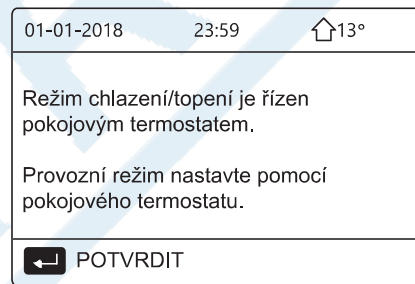 01-01-2018 23:59 13°
Režim chlazení/topení je řízen
pokojovým termostatem.
Provozní režim nastavte pomocí
pokojového termostatu.
POTVRDIT